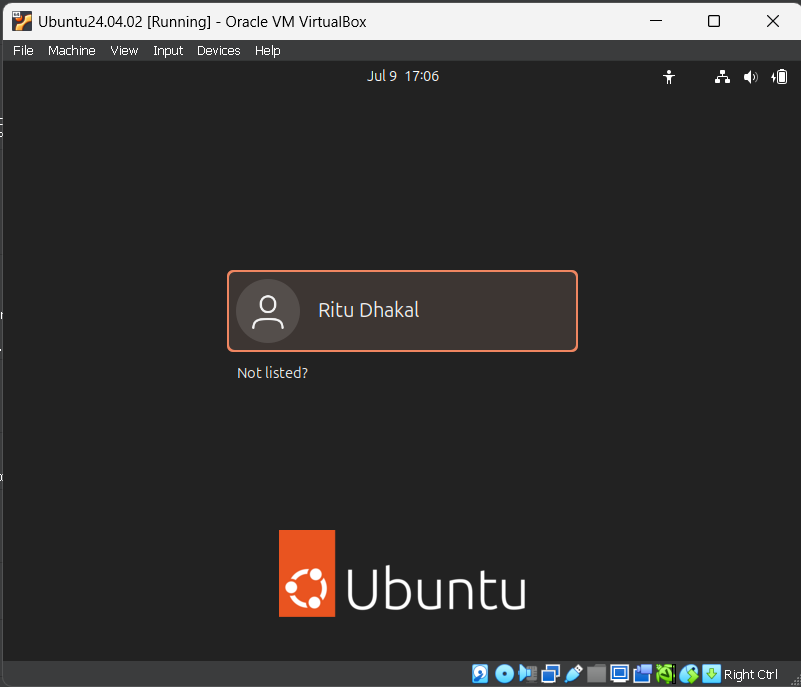 Ubuntu24.04.02 [Running] - Oracle VM VirtualBox
File Machine View Input Devices Help
Jul 9 17:06
Ritu Dhakal
Not listed?
Ubuntu
Right Ctrl